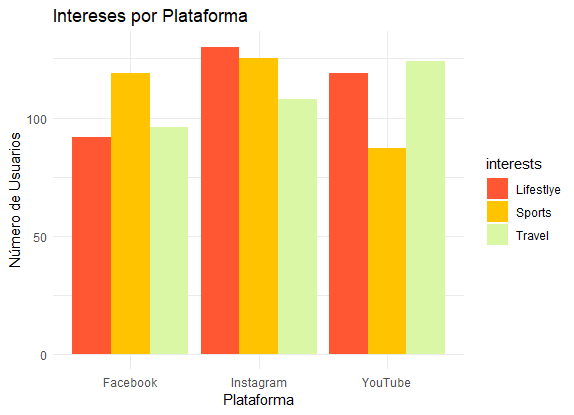 Intereses por Plataforma
Número de Usuarios
100
50
0
Facebook
Instagram
YouTube
Plataforma
interests
Lifestlye
Sports
Travel